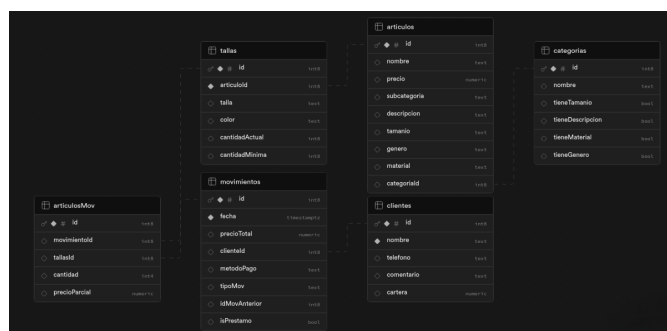 tallas
# id int8
articuloId int8
talla text
color text
cantidadActual int8
cantidadMinima int8
articulos
# id int8
nombre text
precio numeric
subcategoria text
descripcion text
tamanio text
genero text
material text
categoriaId int8
categorias
# id int8
nombre text
tieneTamanio bool
tieneDescripcion bool
tieneMaterial bool
tieneGenero bool
articulosMov
# id int8
movimientoId int8
tallasId int8
cantidad int8
precioParcial numeric
movimientos
# id int8
fecha timestamptz
precioTotal numeric
clienteId int8
metodoPago text
tipoMov text
idMovAnterior int8
isPrestamo bool
clientes
# id int8
nombre text
telefono text
comentario text
cartera numeric